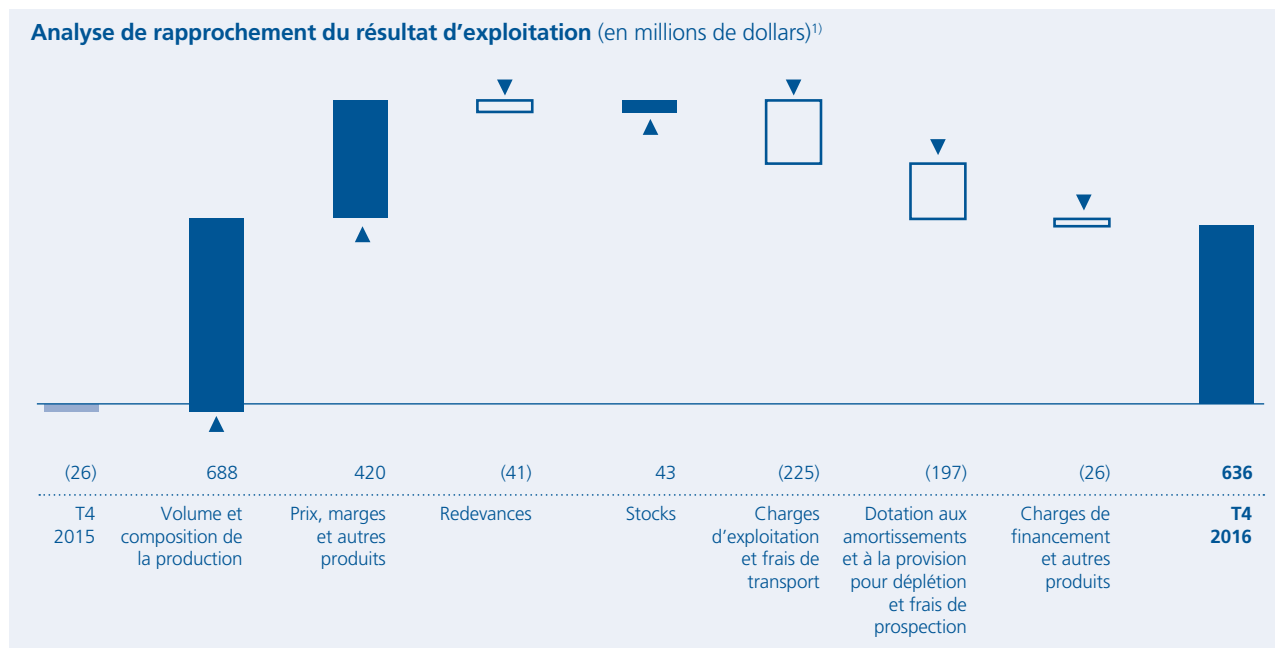 Analyse de rapprochement du résultat d’exploitation (en millions de dollars)1)
(26) 688 420 (41) 43 (225) (197) (26) 636
T4
2015
Volume et
composition de
la production
Prix, marges
et autres
produits
Redevances
Stocks
Charges
d’exploitation
et frais de
transport
Dotation aux
amortissements
et à la provision
pour déplétion
et frais de
prospection
Charges de
financement
et autres
produits
T4
2016